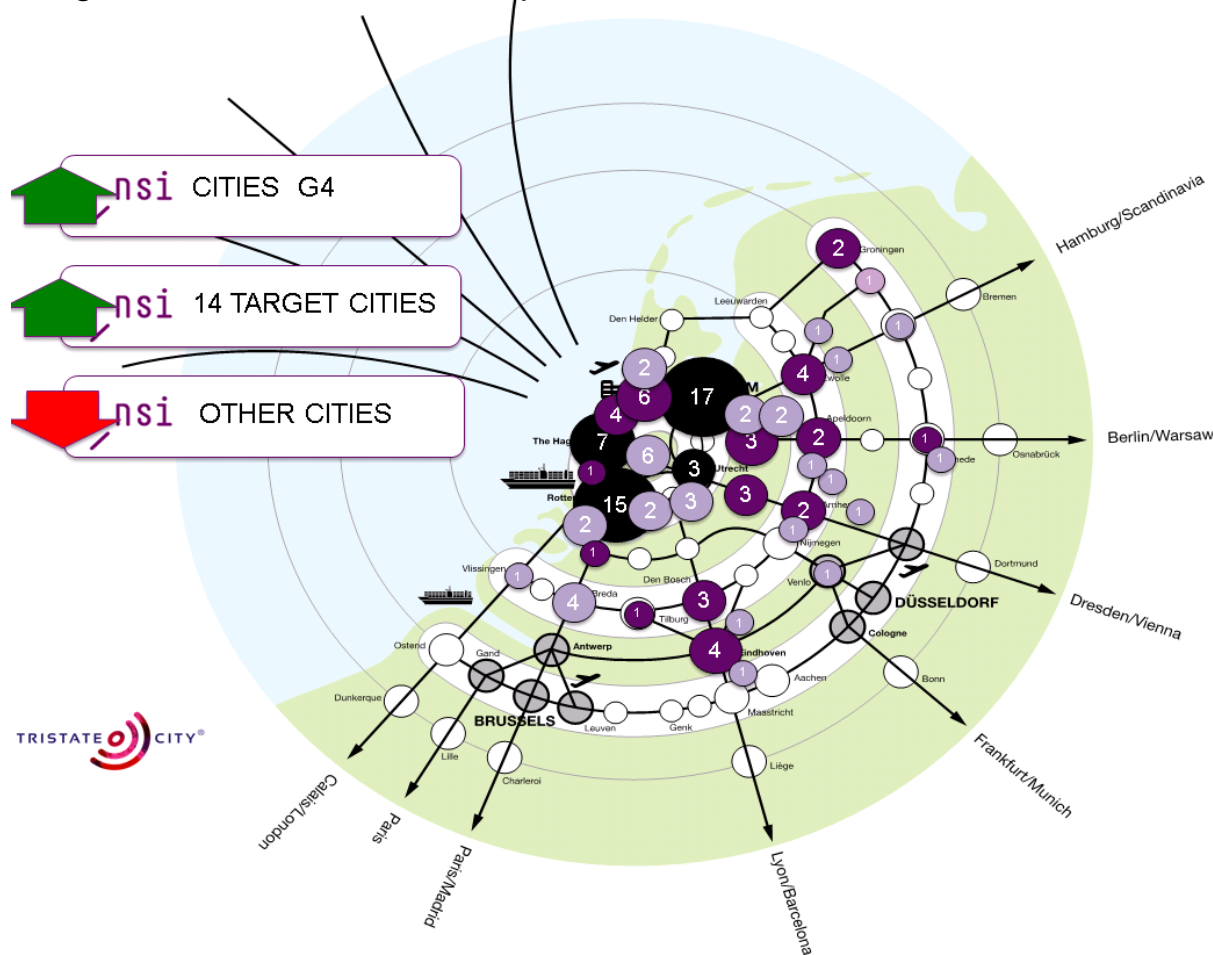 nsi CITIES G4
nsi 14 TARGET CITIES
nsi OTHER CITIES
Hamburg/Scandinavia
2
Groningen
1
Bremen
Leeuwarden
Den Helder
1
1
2
1
4
Zwolle
6
17
M
4
2
2
Apeldoorn
The Hag
7
3
2
1
Berlin/Warsaw
6
Osnabrück
1
3
Utrecht
1
1
3
1
Rotter
15
2
3
2
Arnhe
1
2
1
1
Nijmegen
Vlissingen
1
Den Bosch
Venlo
1
Dortmund
Dresden/Vienna
4
Breda
1
3
Tilburg
DÜSSELDORF
1
Cologne
Ostend
Gand
Antwerp
4
Eindhoven
1
Aachen
Bonn
Dunkerque
BRUSSELS
Leuven
Genk
Masstricht
Frankfurt/Munich
TRISTATE CITY®
Lille
Charleroi
Liège
Calais/London
Paris
Paris/Madrid
Lyon/Barcelona